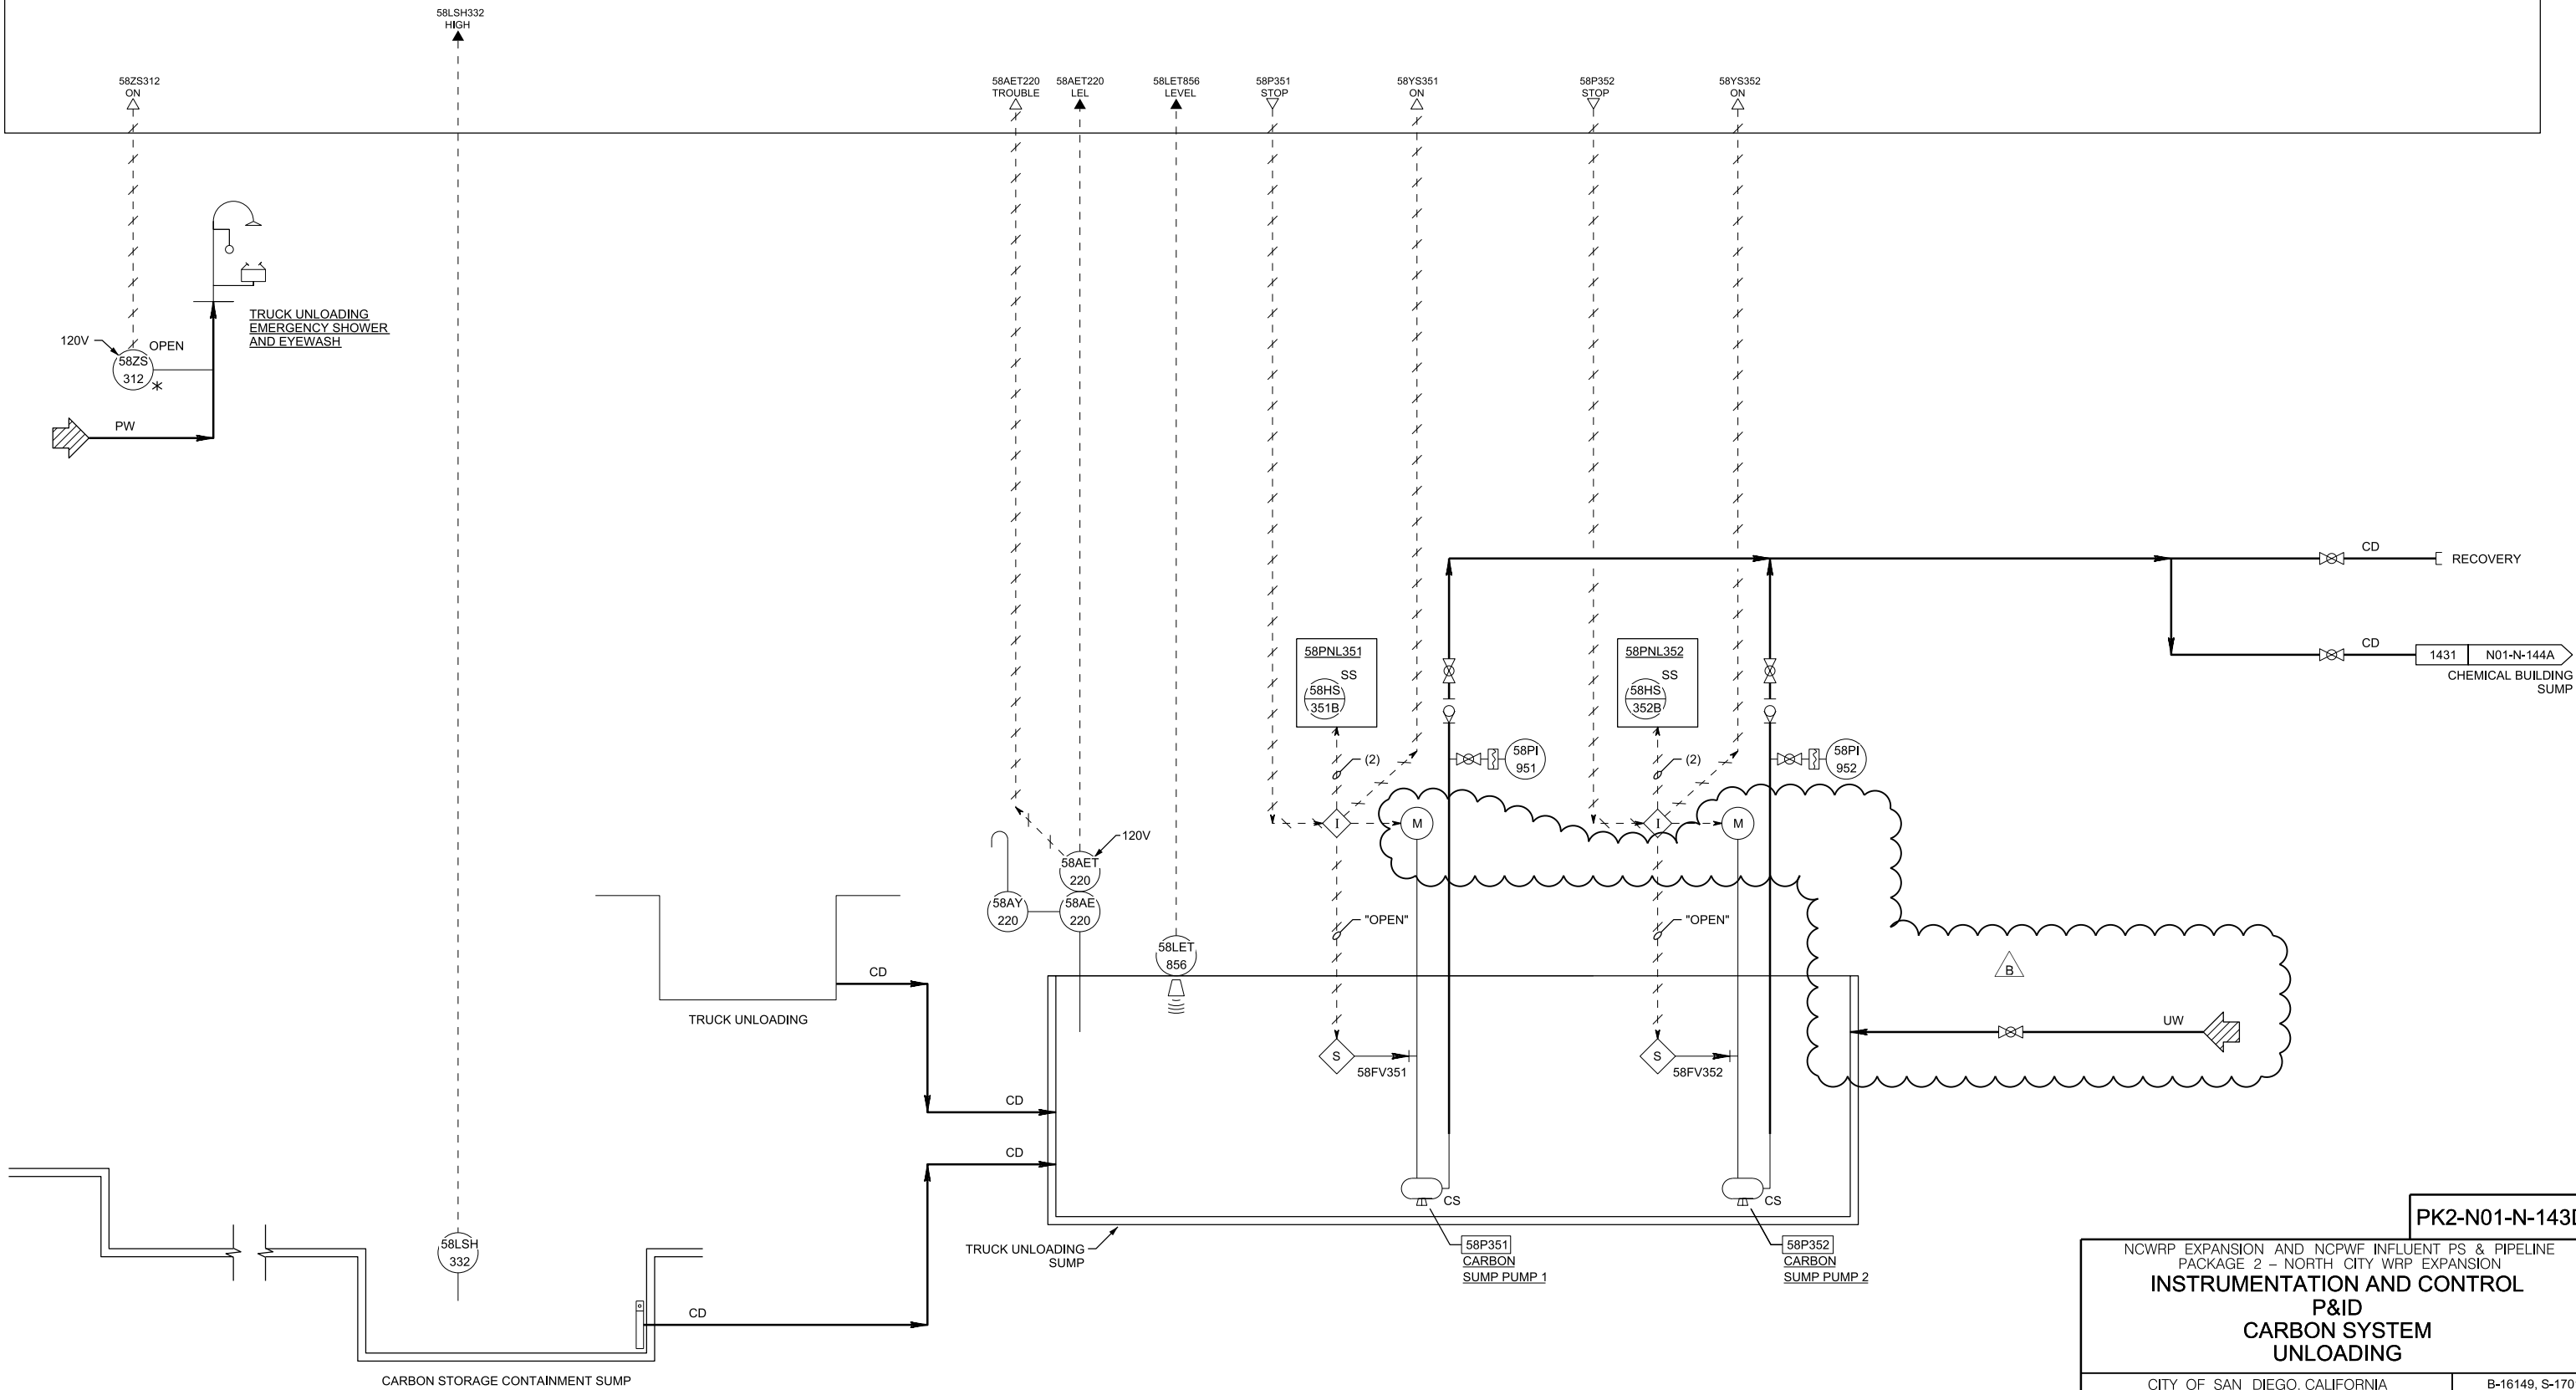 58LSH332
HIGH
58ZS312
ON
58AET220
TROUBLE
58AET220
LEL
58LET856
LEVEL
58P351
STOP
58YS351
ON
58P352
STOP
58YS352
ON
120V
OPEN
58ZS
312
*
TRUCK UNLOADING
EMERGENCY SHOWER
AND EYEWASH
PW
CD
RECOVERY
CD
1431
N01-N-144A
CHEMICAL BUILDING
SUMP
58PNL351
SS
58HS
351B
58PNL352
SS
58HS
352B
(2)
58PI
951
(2)
58PI
952
I
M
I
M
120V
58AET
220
58AY
220
58AE
220
"OPEN"
"OPEN"
58LET
856
B
CD
TRUCK UNLOADING
UW
S
58FV351
S
58FV352
CD
CD
CS
CS
58LSH
332
TRUCK UNLOADING
SUMP
58P351
CARBON
SUMP PUMP 1
58P352
CARBON
SUMP PUMP 2
CD
CARBON STORAGE CONTAINMENT SUMP
PK2-N01-N-143D
NCWRP EXPANSION AND NCPWF INFLUENT PS & PIPELINE
PACKAGE 2 – NORTH CITY WRP EXPANSION
INSTRUMENTATION AND CONTROL
P&ID
CARBON SYSTEM
UNLOADING
CITY OF SAN DIEGO, CALIFORNIA
B-16149, S-170